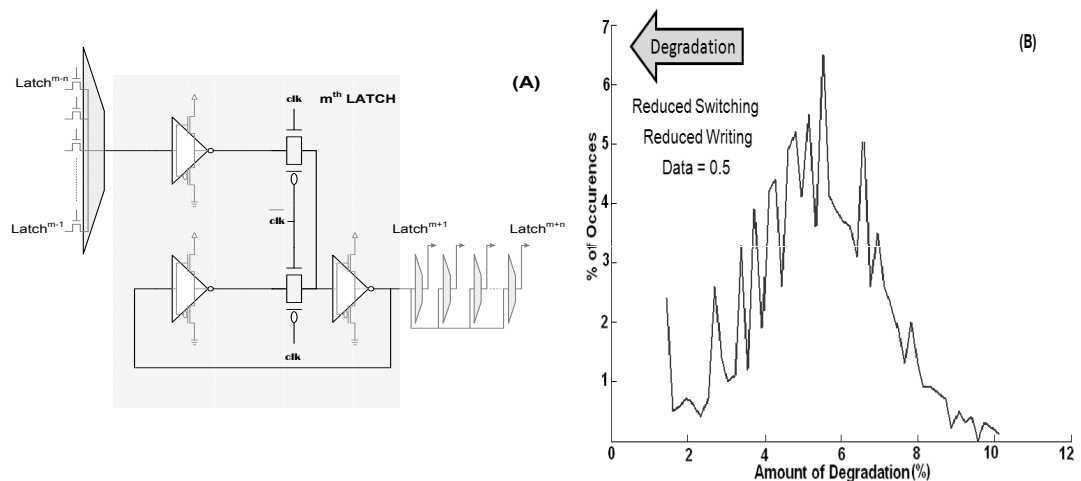 Latch^m-n
(A)
clk
m^th LATCH
Latch^m-1
clk
Latch^m+1
Latch^m+n
clk
(B)
Degradation
Reduced Switching
Reduced Writing
Data = 0.5
% of Occurences
7
6
5
4
3
2
1
0
2
4
6
8
10
12
Amount of Degradation(%)